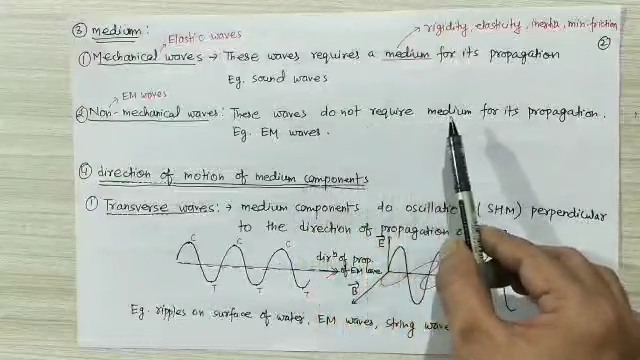 ③ medium:
Elastic waves
rigidity, elasticity, inertia, min. friction
②
① Mechanical waves → These waves requires a medium for its propagation
Eg. sound waves
EM waves
② Non-mechanical waves: These waves do not require medium for its propagation.
Eg. EM waves.
④ direction of motion of medium components
① Transverse waves: → medium components do oscillation (SHM) perpendicular
to the direction of propagation
C C C
T T T
dirⁿ of prop.
of EM wave
E
B
Eg. ripples on surface of water, EM waves, string wave